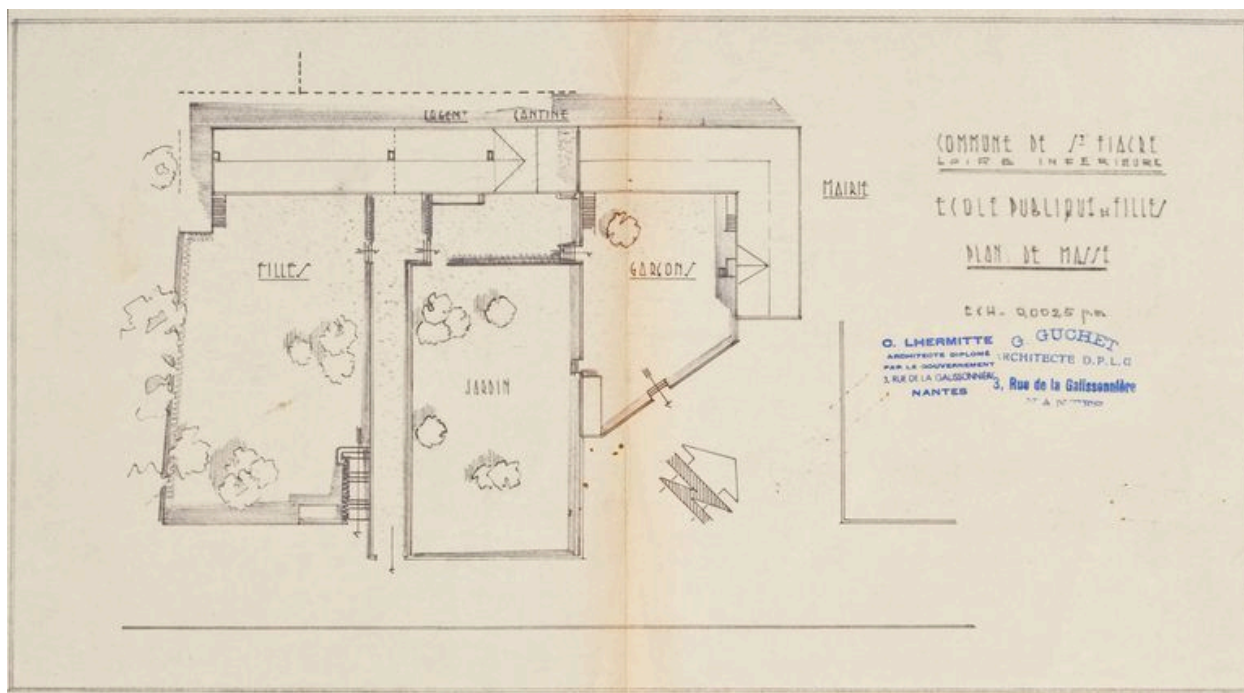 LOGEMT CANTINE
MAIRIE
FILLES
GARÇONS
JARDIN
COMMUNE DE ST FIACRE
LOIRE INFÉRIEURE
ECOLE PUBLIQUE DE FILLES
PLAN DE MASSE
ECH. 0,0025 p.m
O. LHERMITTE
ARCHITECTE DIPLOMÉ
PAR LE GOUVERNEMENT
3, RUE DE LA GALISSONNIÈRE
NANTES
G. GUCHET
ARCHITECTE D.P.L.G
3, Rue de la Galissonnière
NANTES